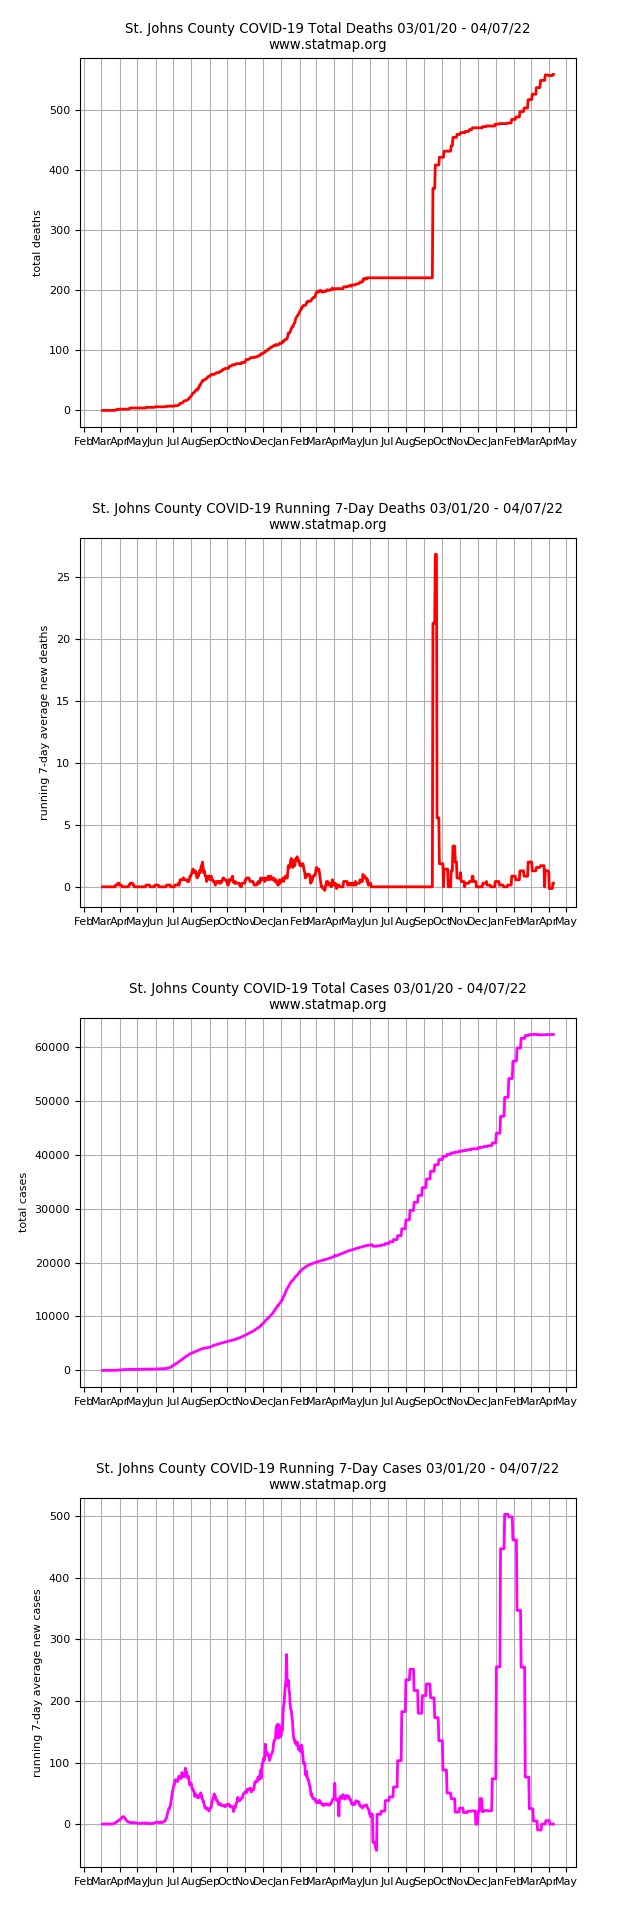 St. Johns County COVID-19 Total Deaths 03/01/20 - 04/07/22
www.statmap.org
500
400
300
200
100
0
total deaths
Feb Mar Apr May Jun Jul Aug Sep Oct Nov Dec Jan Feb Mar Apr May Jun Jul Aug Sep Oct Nov Dec Jan Feb Mar Apr May
St. Johns County COVID-19 Running 7-Day Deaths 03/01/20 - 04/07/22
www.statmap.org
25
20
15
10
5
0
running 7-day average new deaths
Feb Mar Apr May Jun Jul Aug Sep Oct Nov Dec Jan Feb Mar Apr May Jun Jul Aug Sep Oct Nov Dec Jan Feb Mar Apr May
St. Johns County COVID-19 Total Cases 03/01/20 - 04/07/22
www.statmap.org
60000
50000
40000
30000
20000
10000
0
total cases
Feb Mar Apr May Jun Jul Aug Sep Oct Nov Dec Jan Feb Mar Apr May Jun Jul Aug Sep Oct Nov Dec Jan Feb Mar Apr May
St. Johns County COVID-19 Running 7-Day Cases 03/01/20 - 04/07/22
www.statmap.org
500
400
300
200
100
0
running 7-day average new cases
Feb Mar Apr May Jun Jul Aug Sep Oct Nov Dec Jan Feb Mar Apr May Jun Jul Aug Sep Oct Nov Dec Jan Feb Mar Apr May